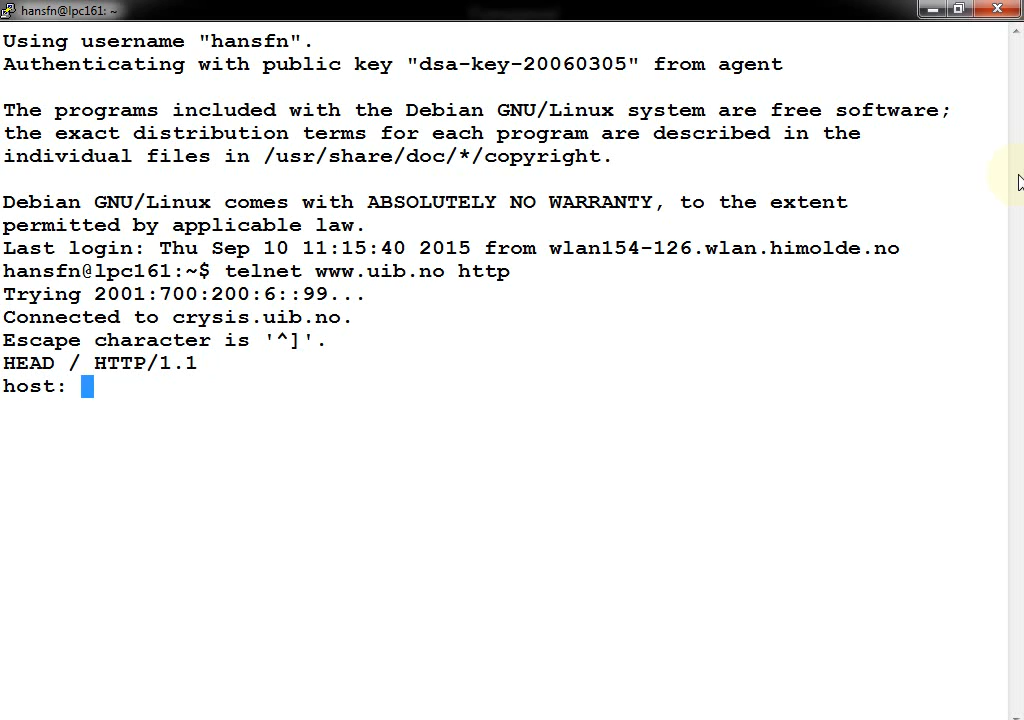 hansfn@lpc161: ~
Using username "hansfn".
Authenticating with public key "dsa-key-20060305" from agent
The programs included with the Debian GNU/Linux system are free software;
the exact distribution terms for each program are described in the
individual files in /usr/share/doc/*/copyright.
Debian GNU/Linux comes with ABSOLUTELY NO WARRANTY, to the extent
permitted by applicable law.
Last login: Thu Sep 10 11:15:40 2015 from wlan154-126.wlan.himolde.no
hansfn@lpc161:~$ telnet www.uib.no http
Trying 2001:700:200:6::99...
Connected to crysis.uib.no.
Escape character is '^]'.
HEAD / HTTP/1.1
host: